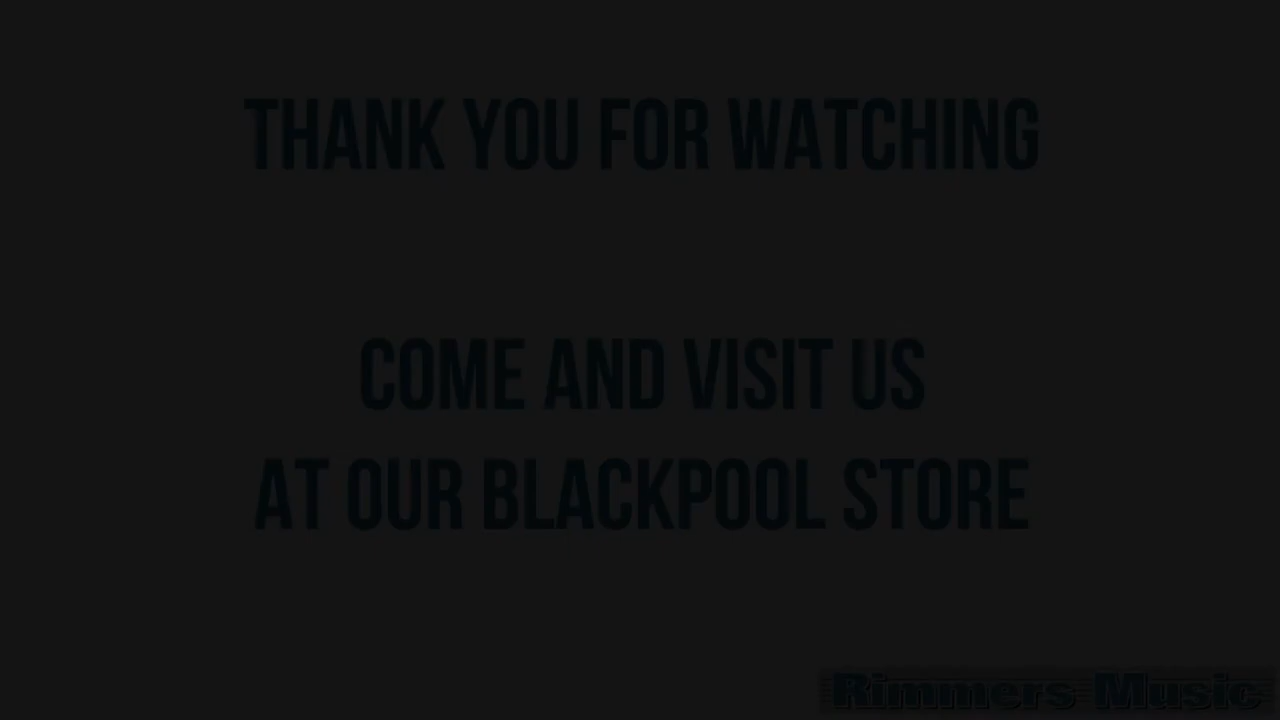 THANK YOU FOR WATCHING
COME AND VISIT US
AT OUR BLACKPOOL STORE
Rimmers Music